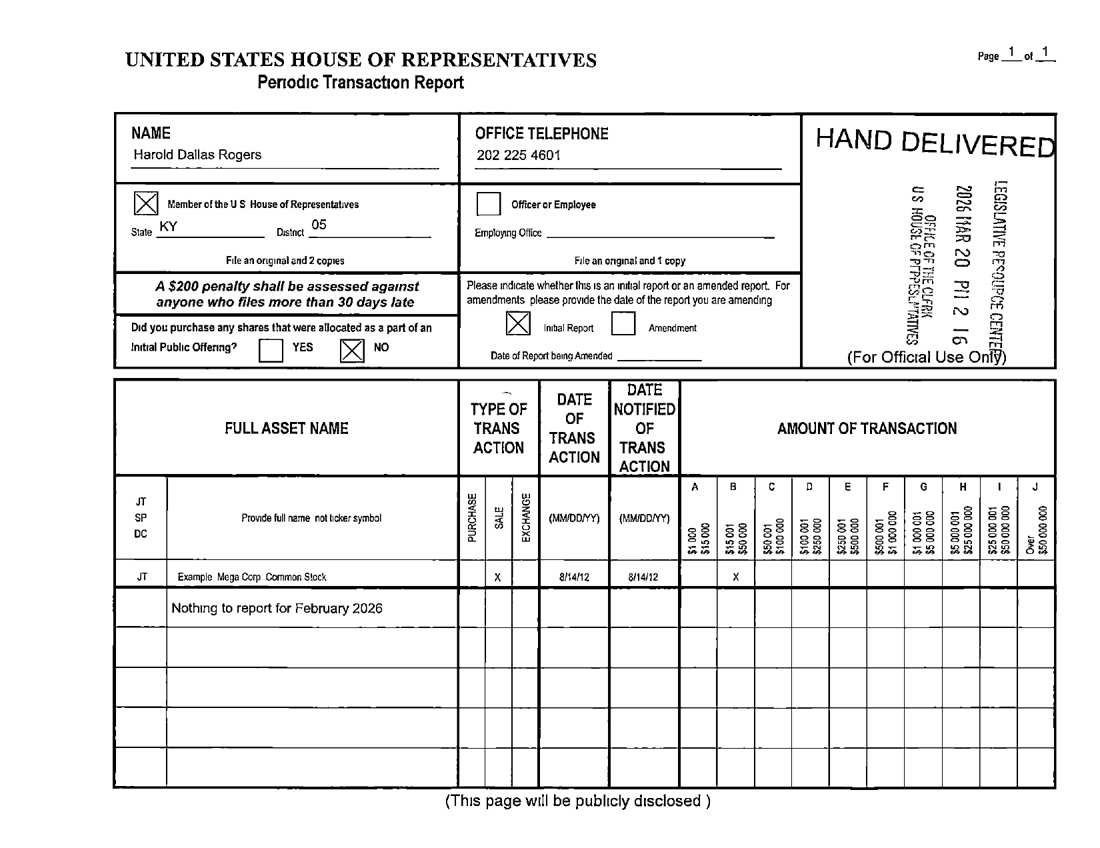 UNITED STATES HOUSE OF REPRESENTATIVES
Periodic Transaction Report
Page 1 of 1
NAME
Harold Dallas Rogers
OFFICE TELEPHONE
202 225 4601
HAND DELIVERED
LEGISLATIVE RESOURCE CENTER
2026 MAR 20 PM 2 16
OFFICE OF THE CLERK
U S HOUSE OF REPRESENTATIVES
(For Official Use Only)
Member of the U S House of Representatives
State KY District 05
File an original and 2 copies
Officer or Employee
Employing Office
File an original and 1 copy
A $200 penalty shall be assessed against
anyone who files more than 30 days late
Please indicate whether this is an initial report or an amended report. For
amendments please provide the date of the report you are amending
Initial Report Amendment
Date of Report being Amended
Did you purchase any shares that were allocated as a part of an
Initial Public Offering? YES NO
FULL ASSET NAME
TYPE OF
TRANS
ACTION
DATE
OF
TRANS
ACTION
DATE
NOTIFIED
OF
TRANS
ACTION
AMOUNT OF TRANSACTION
JT
SP
DC
Provide full name not ticker symbol
PURCHASE
SALE
EXCHANGE
(MM/DD/YY)
(MM/DD/YY)
A
$1 000
$15 000
B
$15 001
$50 000
C
$50 001
$100 000
D
$100 001
$250 000
E
$250 001
$500 000
F
$500 001
$1 000 000
G
$1 000 001
$5 000 000
H
$5 000 001
$25 000 000
I
$25 000 001
$50 000 000
J
Over
$50 000 000
JT Example Mega Corp Common Stock X 8/14/12 8/14/12 X
Nothing to report for February 2026
(This page will be publicly disclosed )